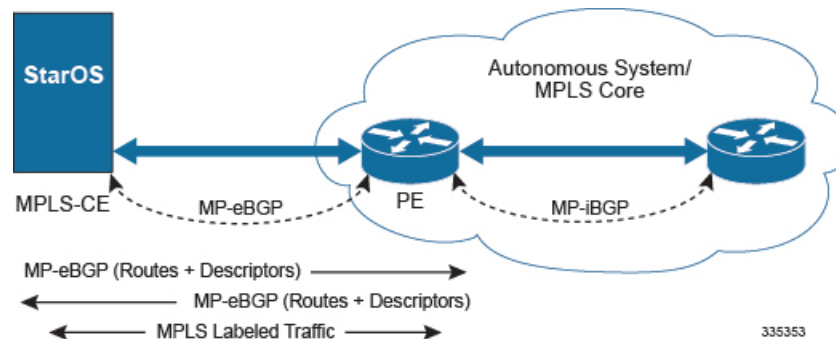 StarOS
Autonomous System/
MPLS Core
MPLS-CE
MP-eBGP
PE
MP-iBGP
MP-eBGP (Routes + Descriptors)
MP-eBGP (Routes + Descriptors)
MPLS Labeled Traffic
335353